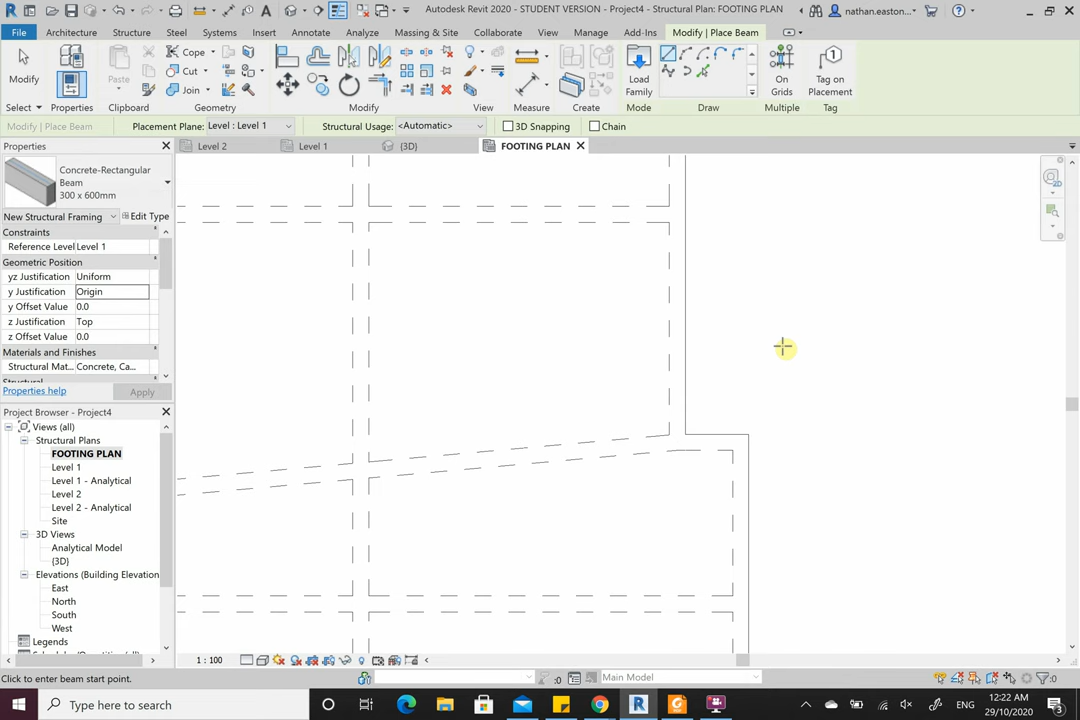 Autodesk Revit 2020 - STUDENT VERSION - Project4 - Structural Plan: FOOTING PLAN
nathan.easton...
File Architecture Structure Steel Systems Insert Annotate Analyze Massing & Site Collaborate View Manage Add-Ins Modify | Place Beam
Modify
Properties
Paste
Cope
Cut
Join
Load
Family
On
Grids
Tag on
Placement
Select Properties Clipboard Geometry Modify View Measure Create Mode Draw Multiple Tag
Modify | Place Beam Placement Plane: Level : Level 1 Structural Usage: <Automatic> 3D Snapping Chain
Properties
Level 2 Level 1 {3D} FOOTING PLAN
Concrete-Rectangular
Beam
300 x 600mm
New Structural Framing Edit Type
Constraints
Reference Level Level 1
Geometric Position
yz Justification Uniform
y Justification Origin
y Offset Value 0.0
z Justification Top
z Offset Value 0.0
Materials and Finishes
Structural Mat... Concrete, Ca...
Properties help
Apply
Project Browser - Project4
Views (all)
Structural Plans
FOOTING PLAN
Level 1
Level 1 - Analytical
Level 2
Level 2 - Analytical
Site
3D Views
Analytical Model
{3D}
Elevations (Building Elevation
East
North
South
West
Legends
1 : 100
2D
Click to enter beam start point.
:0
Main Model
:0
Type here to search
ENG
12:22 AM
29/10/2020
3